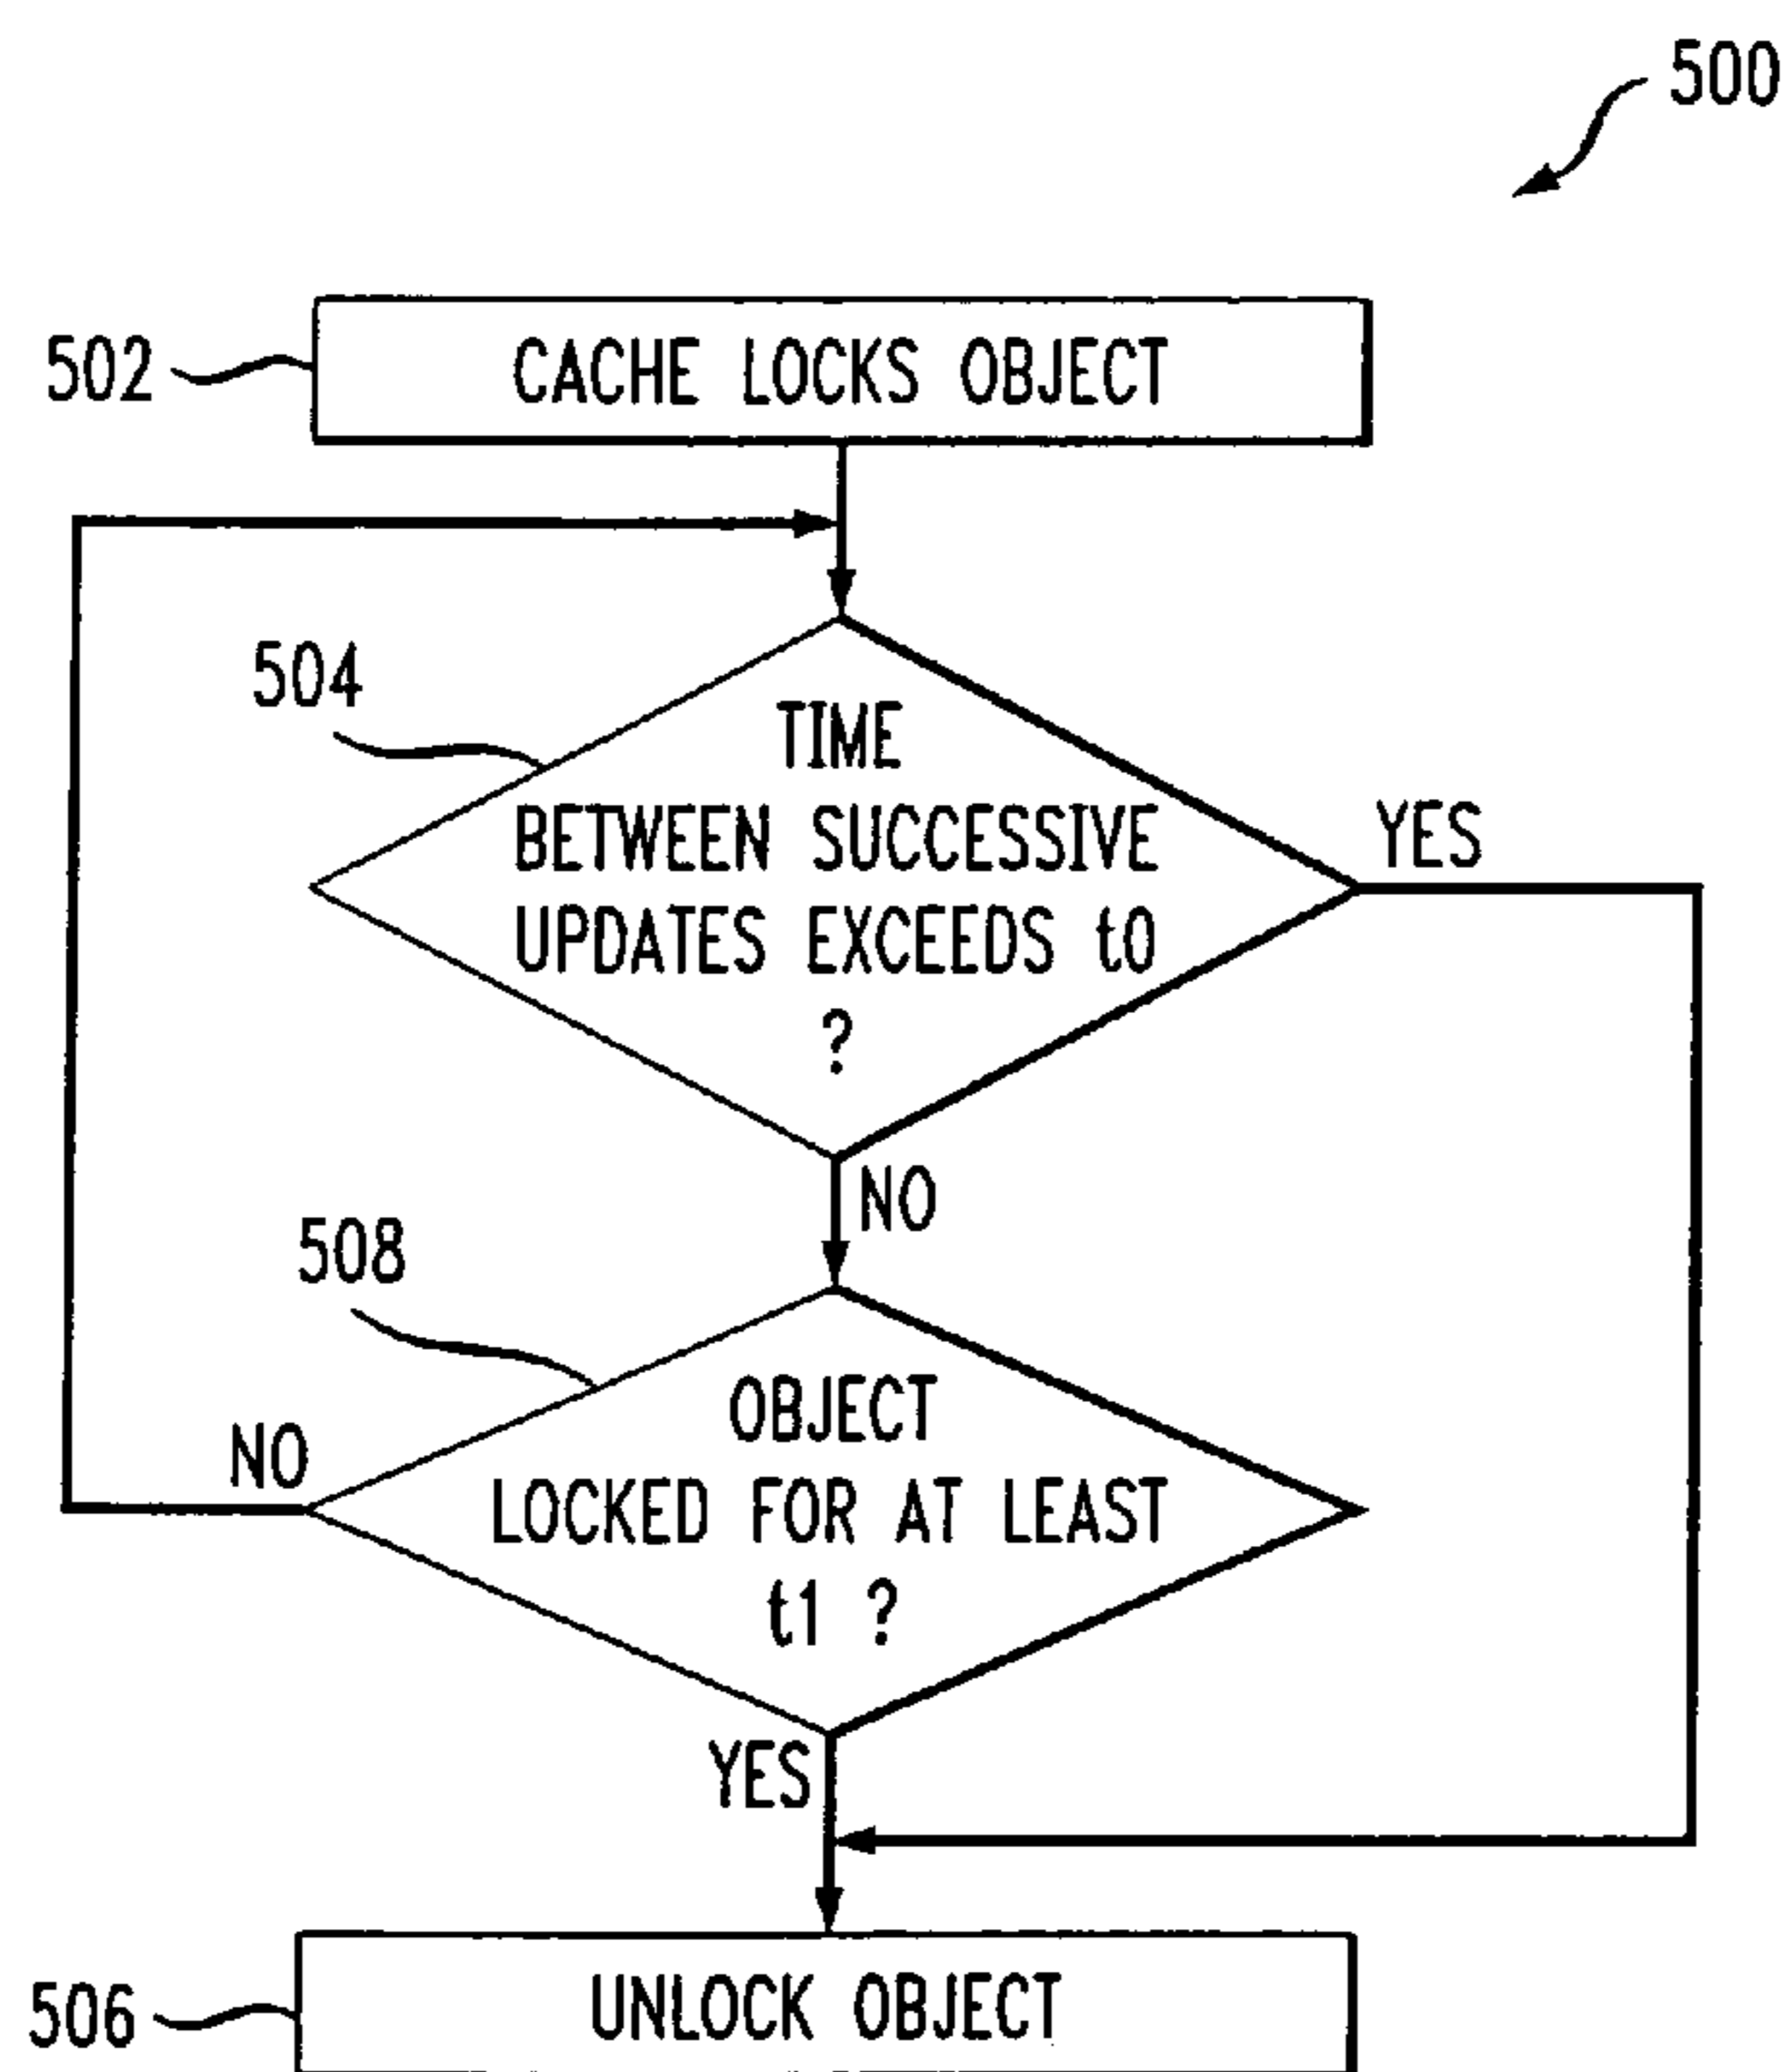 500
502
CACHE LOCKS OBJECT
504
TIME
BETWEEN SUCCESSIVE
UPDATES EXCEEDS t0
?
YES
NO
508
OBJECT
LOCKED FOR AT LEAST
t1 ?
NO
YES
506
UNLOCK OBJECT